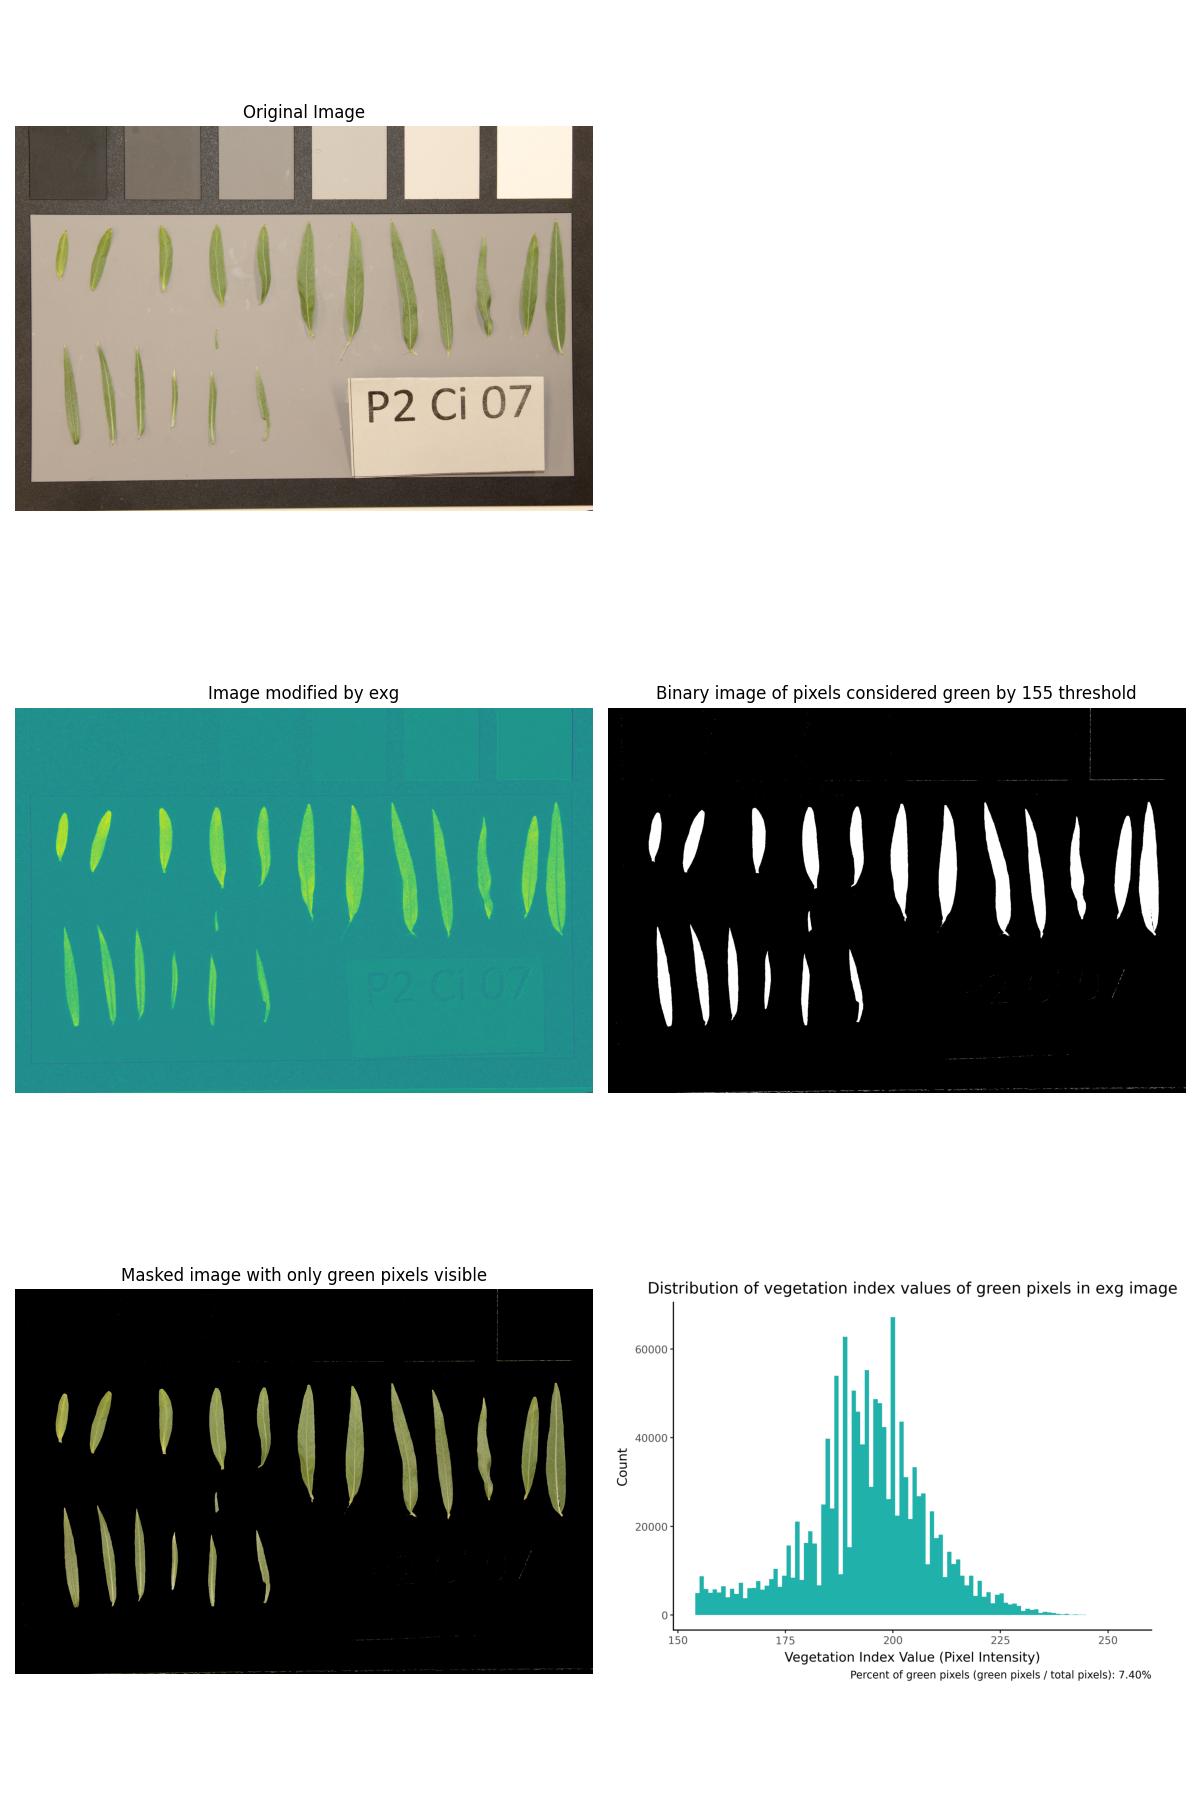 Original Image
P2 Ci 07
Image modified by exg
Binary image of pixels considered green by 155 threshold
P2 Ci 07
Masked image with only green pixels visible
Distribution of vegetation index values of green pixels in exg image
60000
40000
20000
0
Count
150 175 200 225 250
Vegetation Index Value (Pixel Intensity)
Percent of green pixels (green pixels / total pixels): 7.40%